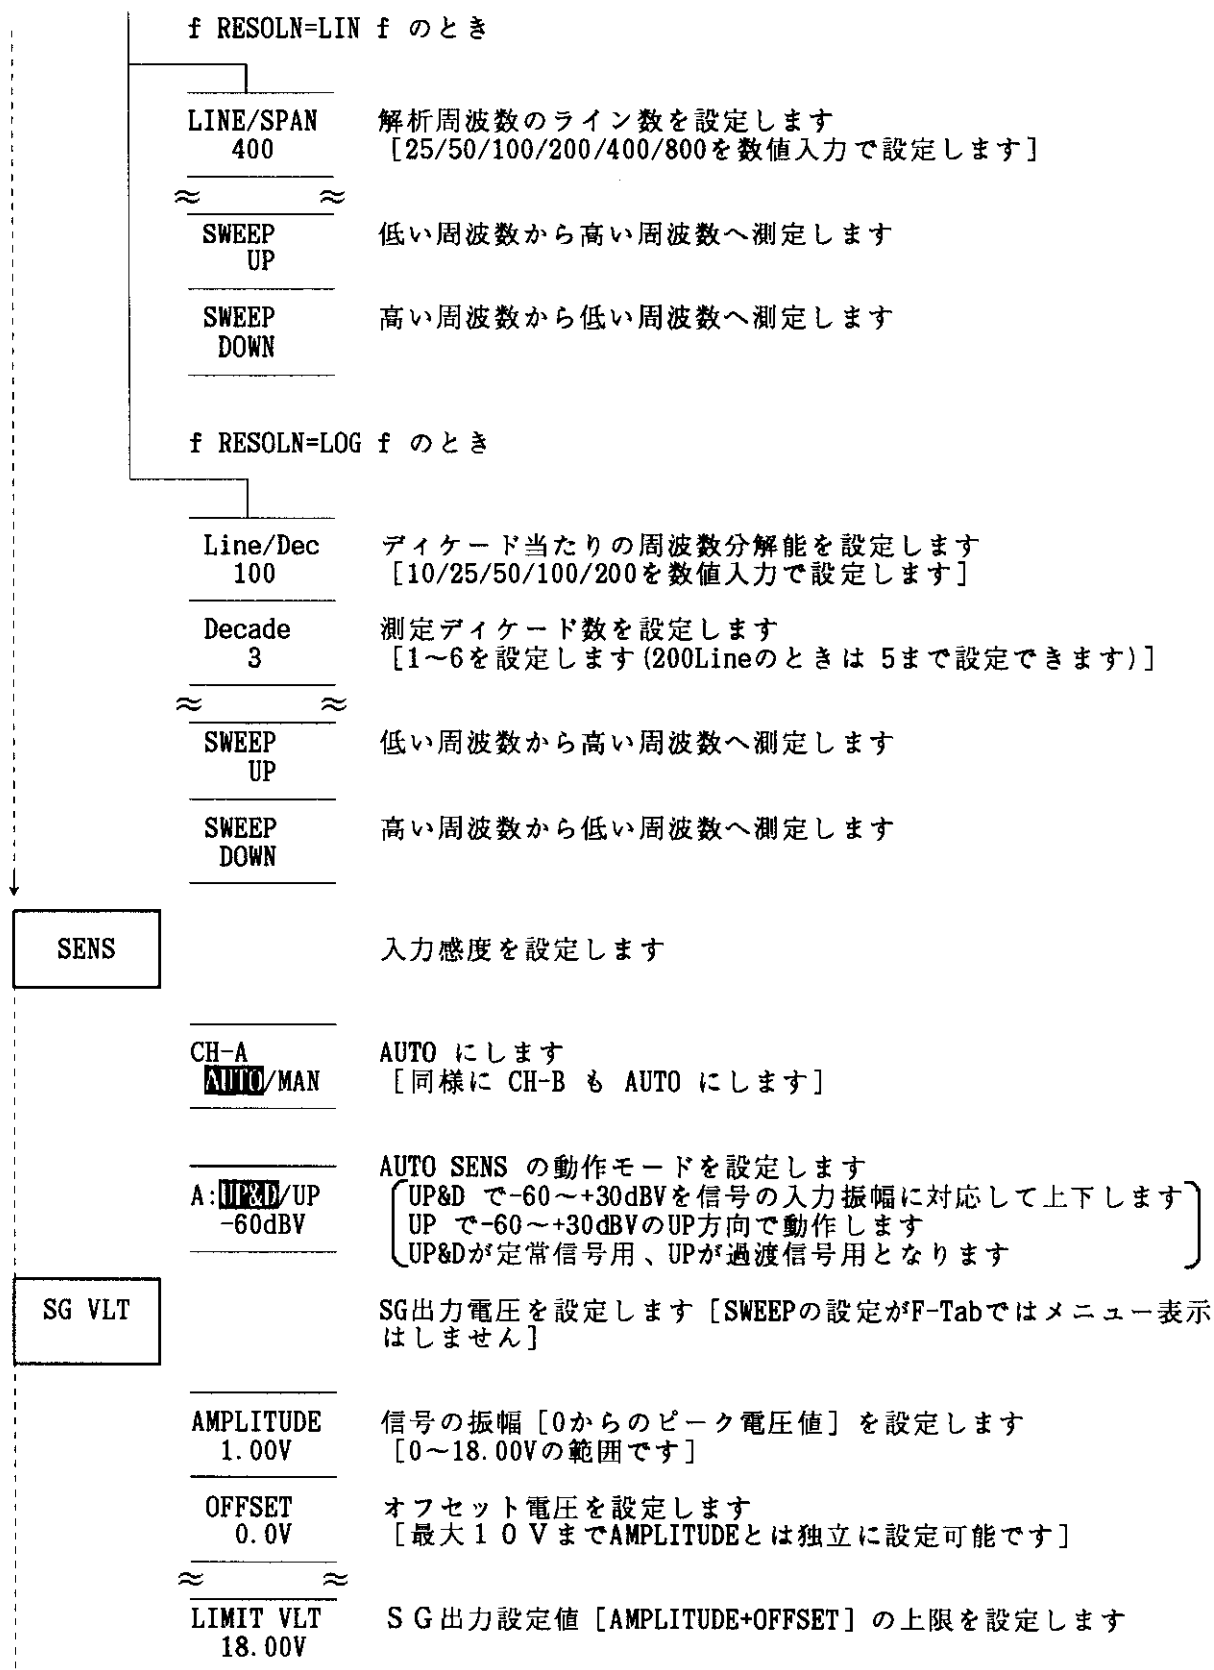 f RESOLN=LIN f のとき
LINE/SPAN 解析周波数のライン数を設定します
400 [25/50/100/200/400/800を数値入力で設定します]
≈ ≈
SWEEP 低い周波数から高い周波数へ測定します
UP
SWEEP 高い周波数から低い周波数へ測定します
DOWN
f RESOLN=LOG f のとき
Line/Dec ディケード当たりの周波数分解能を設定します
100 [10/25/50/100/200を数値入力で設定します]
Decade 測定ディケード数を設定します
3 [1～6を設定します(200Lineのときは 5まで設定できます)]
≈ ≈
SWEEP 低い周波数から高い周波数へ測定します
UP
SWEEP 高い周波数から低い周波数へ測定します
DOWN
SENS 入力感度を設定します
CH-A AUTO にします
AUTO/MAN [同様に CH-B も AUTO にします]
AUTO SENS の動作モードを設定します
A:UP&D/UP UP&D で-60～+30dBVを信号の入力振幅に対応して上下します
-60dBV UP で-60～+30dBVのUP方向で動作します
UP&Dが定常信号用、UPが過渡信号用となります
SG VLT SG出力電圧を設定します [SWEEPの設定がF-Tabではメニュー表示
はしません]
AMPLITUDE 信号の振幅 [0からのピーク電圧値] を設定します
1.00V [0～18.00Vの範囲です]
OFFSET オフセット電圧を設定します
0.0V [最大１０ＶまでAMPLITUDEとは独立に設定可能です]
≈ ≈
LIMIT VLT ＳＧ出力設定値 [AMPLITUDE+OFFSET] の上限を設定します
18.00V